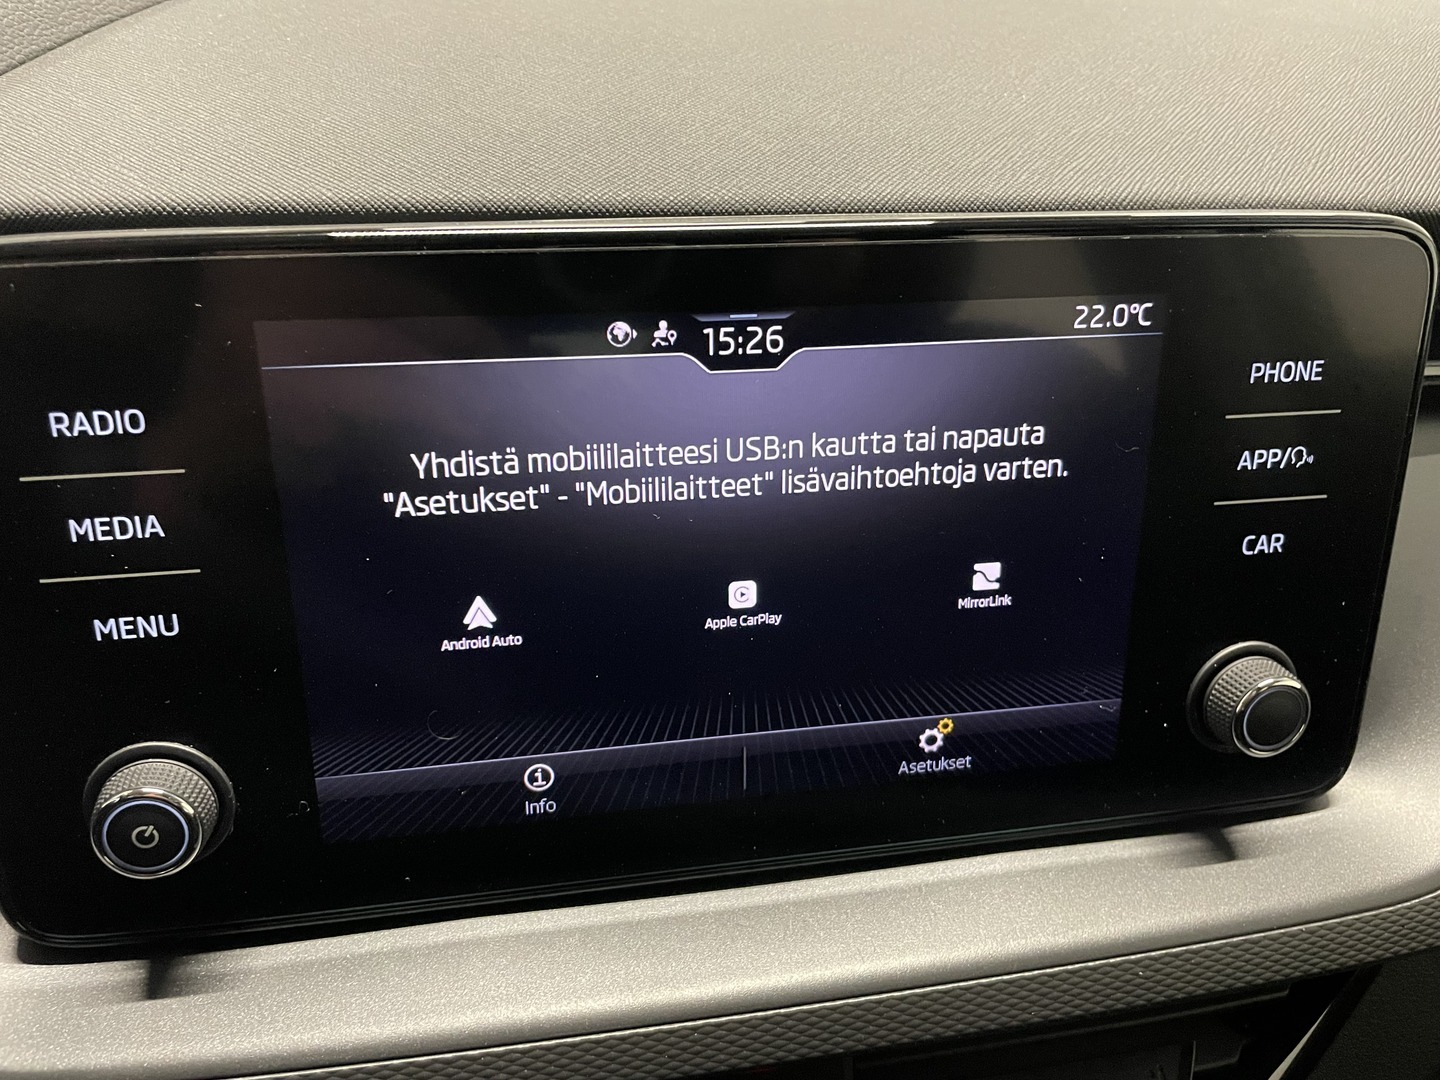 15:26
22.0°C
RADIO
MEDIA
MENU
Yhdistä mobiililaitteesi USB:n kautta tai napauta
"Asetukset" - "Mobiililaitteet" lisävaihtoehtoja varten.
Android Auto
Apple CarPlay
MirrorLink
Info
Asetukset
PHONE
APP/
CAR